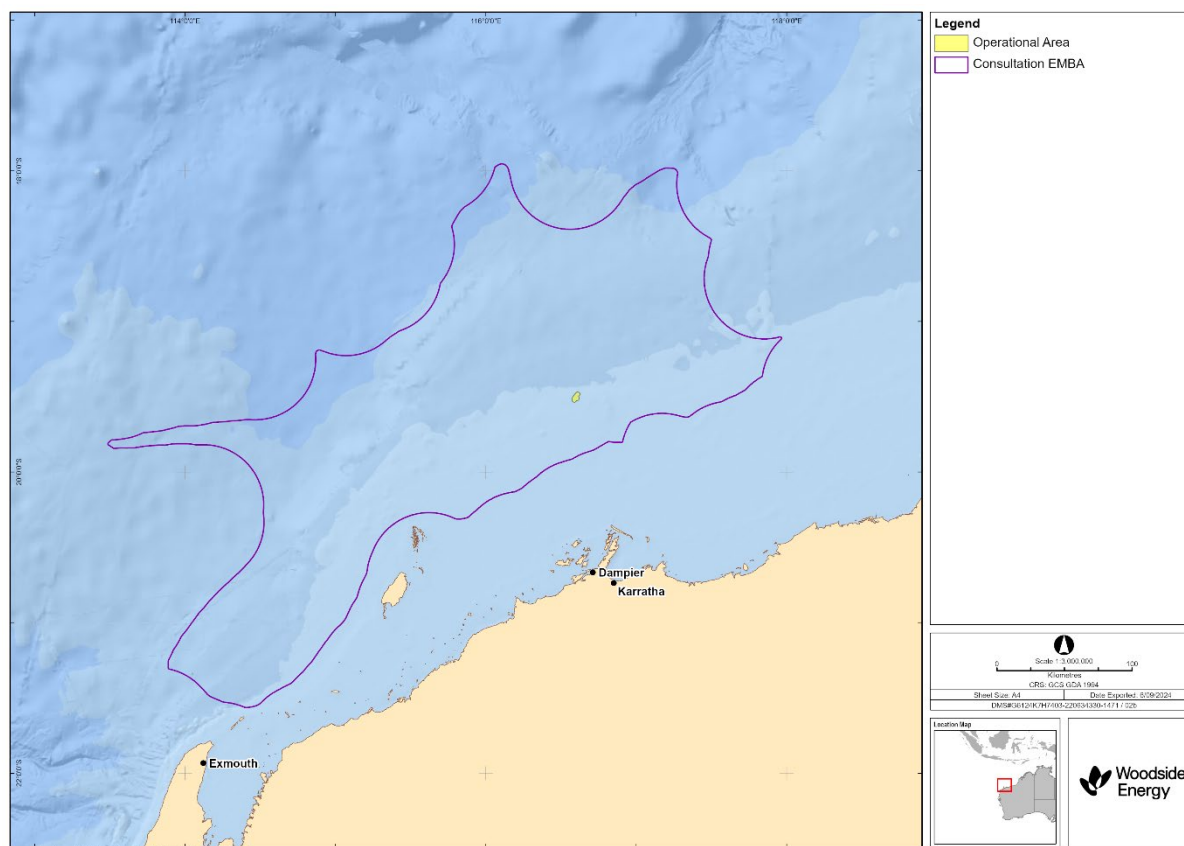 114°0'0"E
116°0'0"E
118°0'0"E
18°0'0"S
20°0'0"S
22°0'0"S
Dampier
Karratha
Exmouth
Legend
Operational Area
Consultation EMBA
Scale 1:3,000,000
0
100
Kilometres
CRS: GCS GDA 1994
Sheet Size: A4
Date Exported: 6/09/2024
Location Map
Woodside
Energy